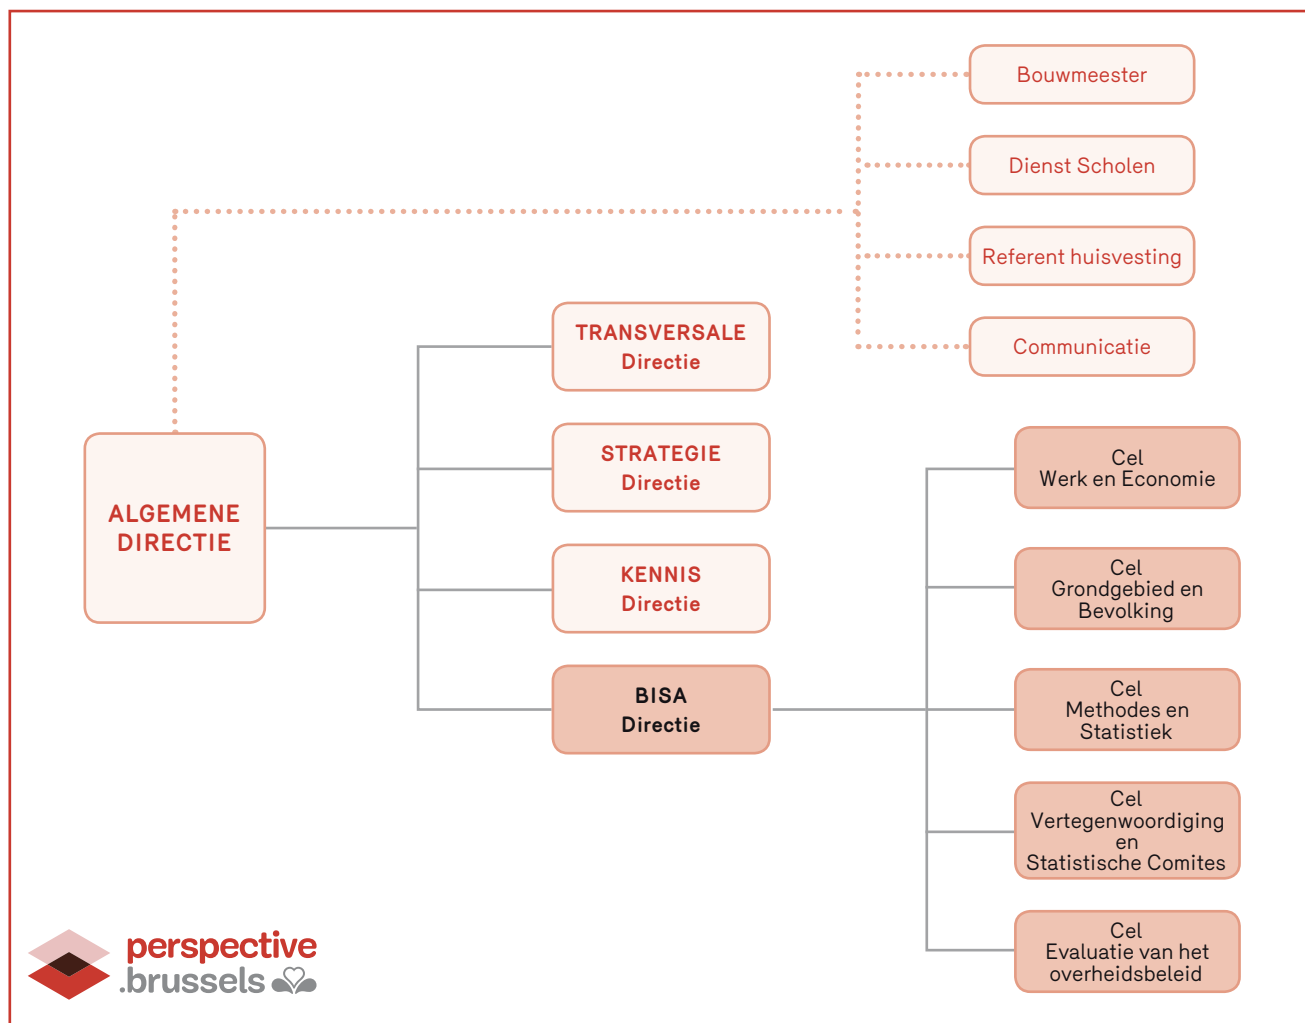 Bouwmeester
Dienst Scholen
Referent huisvesting
Communicatie
ALGEMENE
DIRECTIE
TRANSVERSALE
Directie
STRATEGIE
Directie
KENNIS
Directie
BISA
Directie
Cel
Werk en Economie
Cel
Grondgebied en
Bevolking
Cel
Methodes en
Statistiek
Cel
Vertegenwoordiging
en
Statistische Comites
Cel
Evaluatie van het
overheidsbeleid
perspective
.brussels